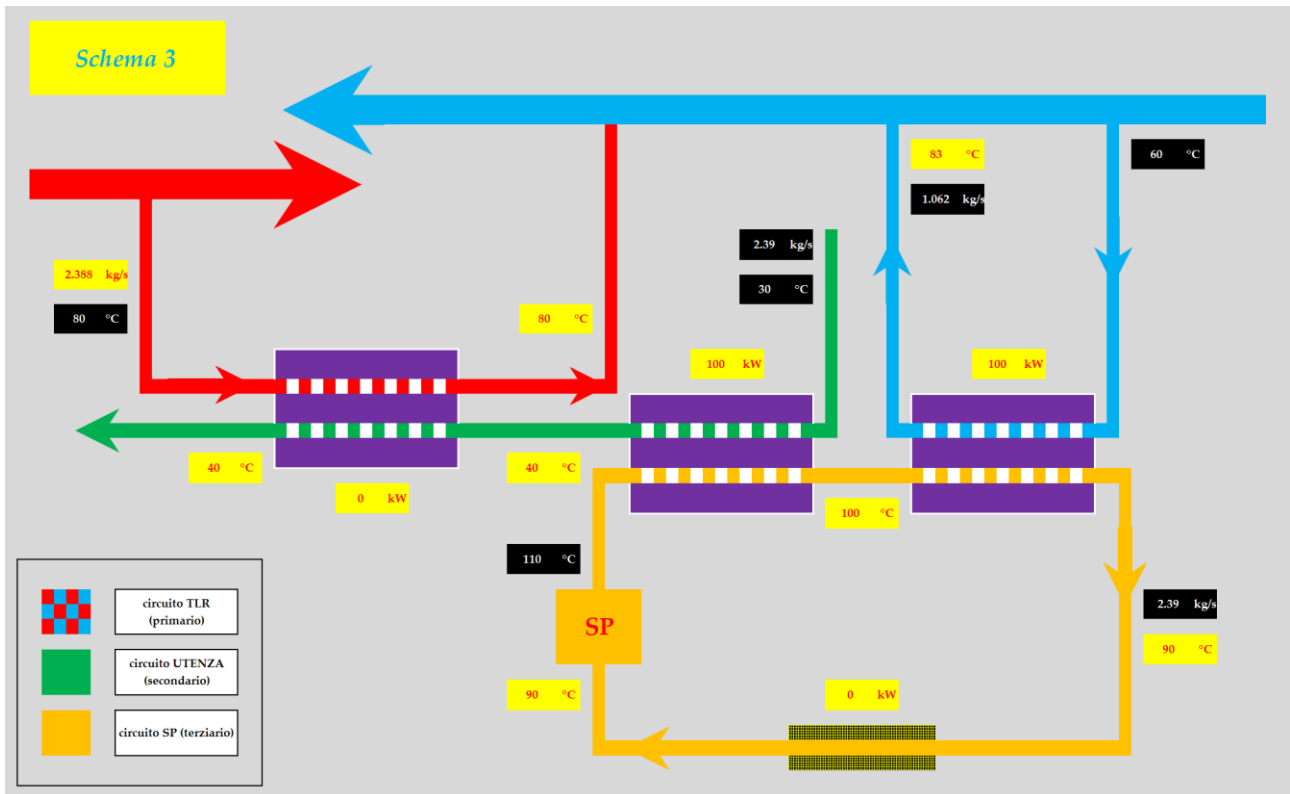 Schema 3
83 °C
60 °C
1.062 kg/s
2.39 kg/s
2.388 kg/s
30 °C
80 °C
80 °C
100 kW
100 kW
40 °C
40 °C
0 kW
100 °C
110 °C
circuito TLR
(primario)
2.39 kg/s
SP
circuito UTENZA
(secondario)
90 °C
90 °C
0 kW
circuito SP (terziario)